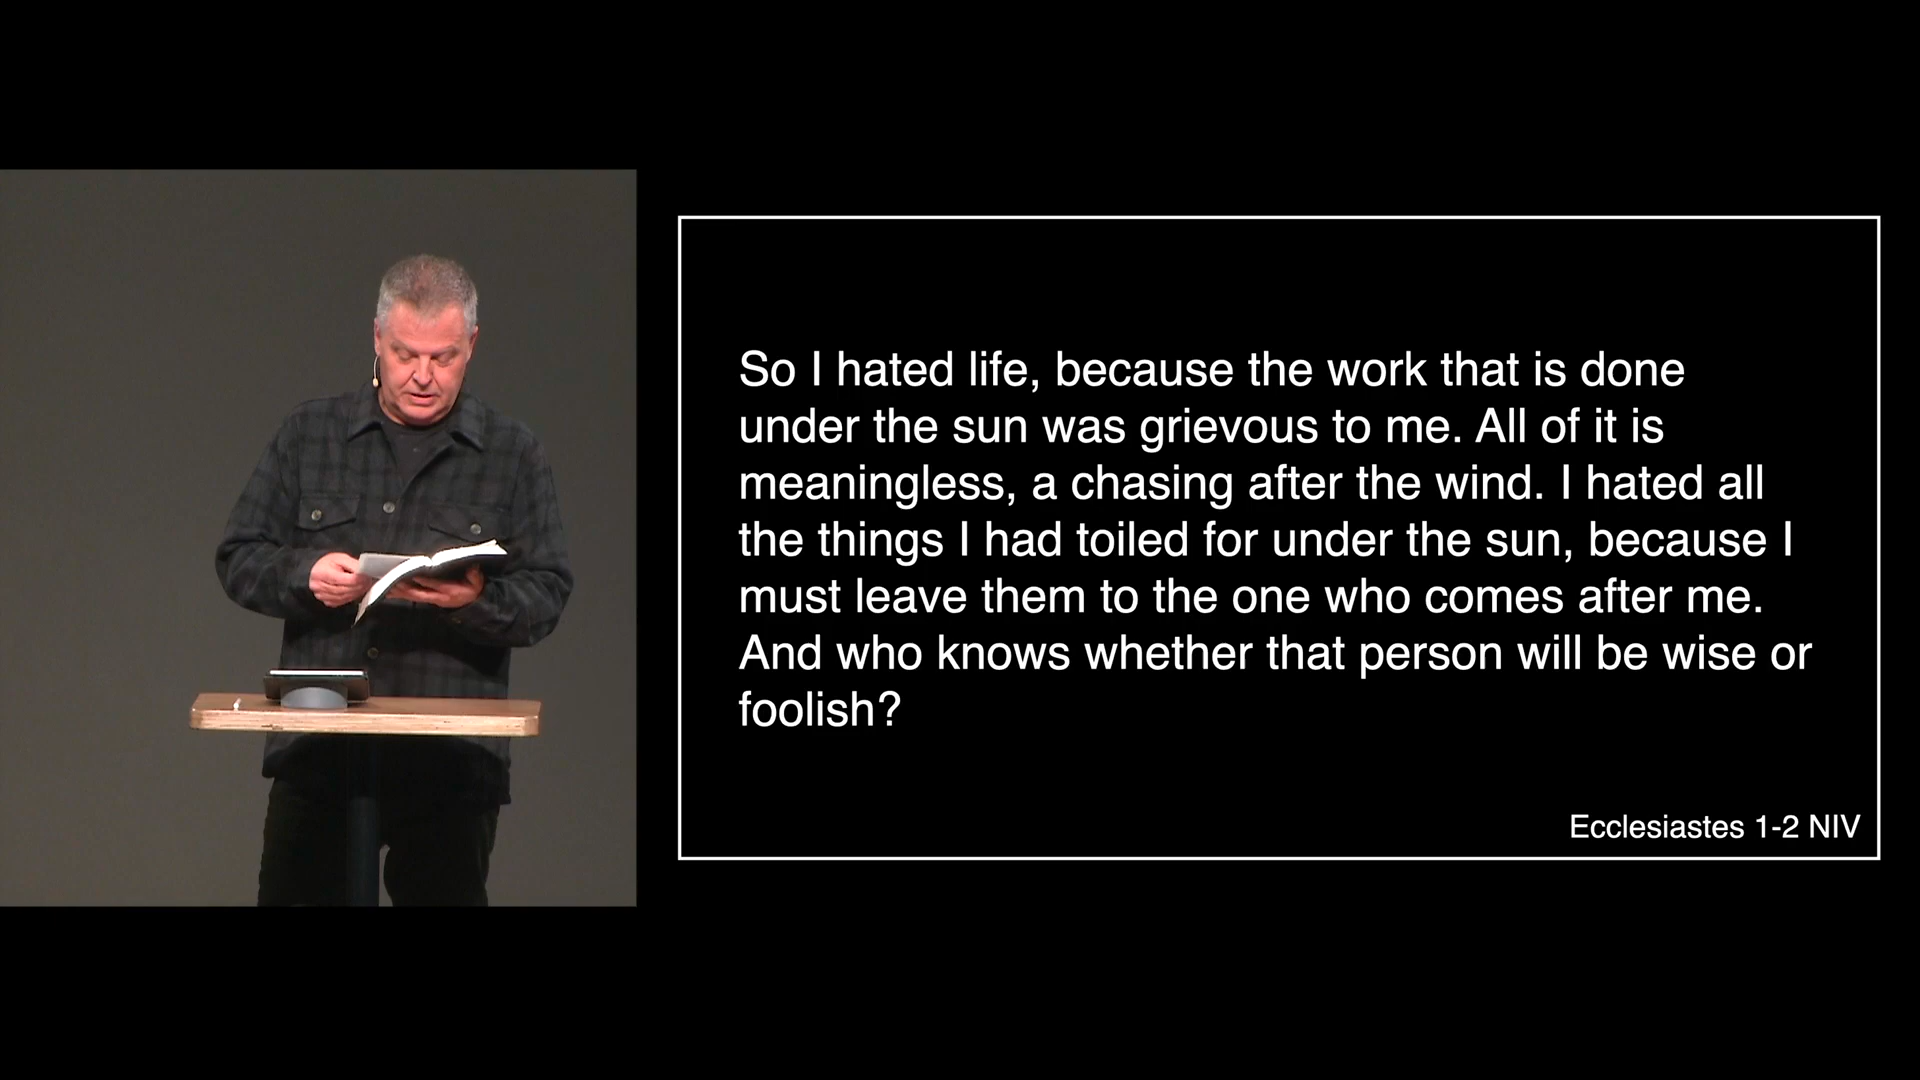 So I hated life, because the work that is done
under the sun was grievous to me. All of it is
meaningless, a chasing after the wind. I hated all
the things I had toiled for under the sun, because I
must leave them to the one who comes after me.
And who knows whether that person will be wise or
foolish?
Ecclesiastes 1-2 NIV